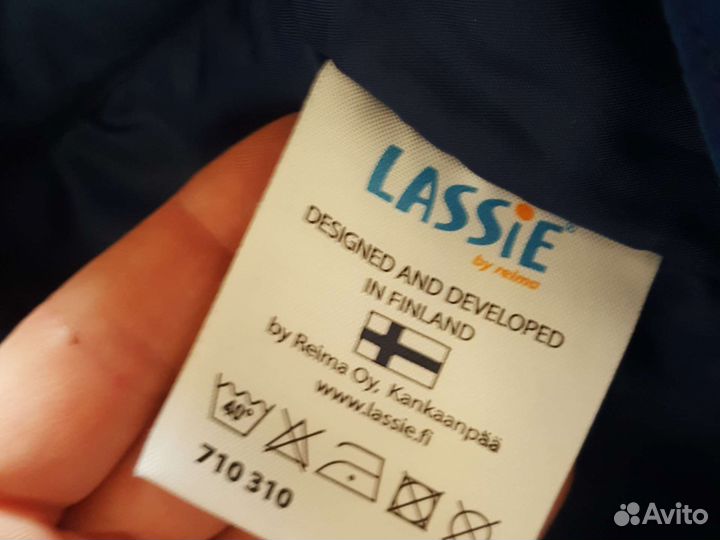 LASSiE®
by reima
DESIGNED AND DEVELOPED
IN FINLAND
by Reima Oy, Kankaanpää
www.lassie.fi
40°
710 310
Avito